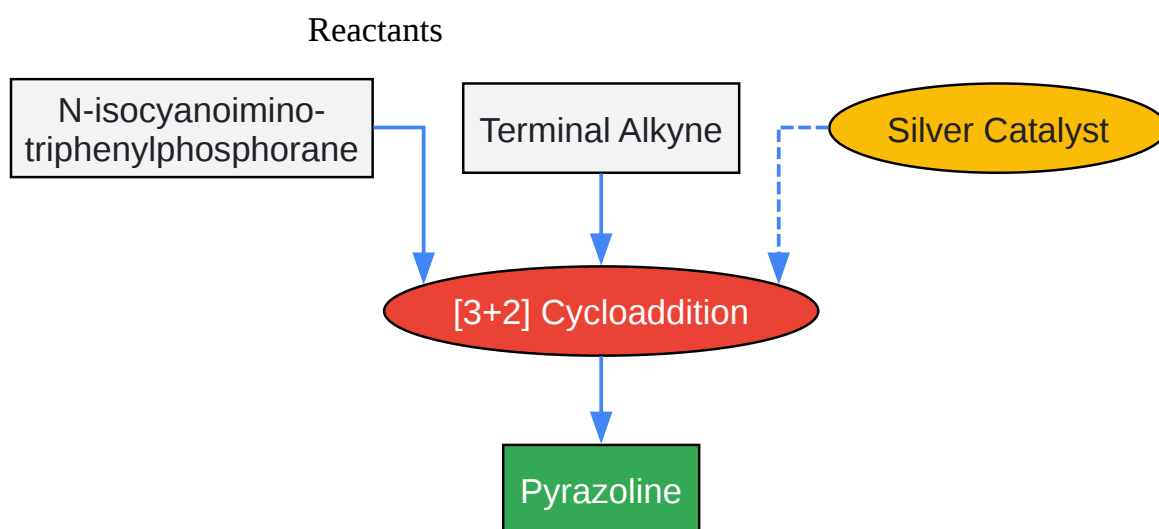 Reactants
N-isocyanoimino-
triphenylphosphorane
Terminal Alkyne
Silver Catalyst
[3+2] Cycloaddition
Pyrazoline